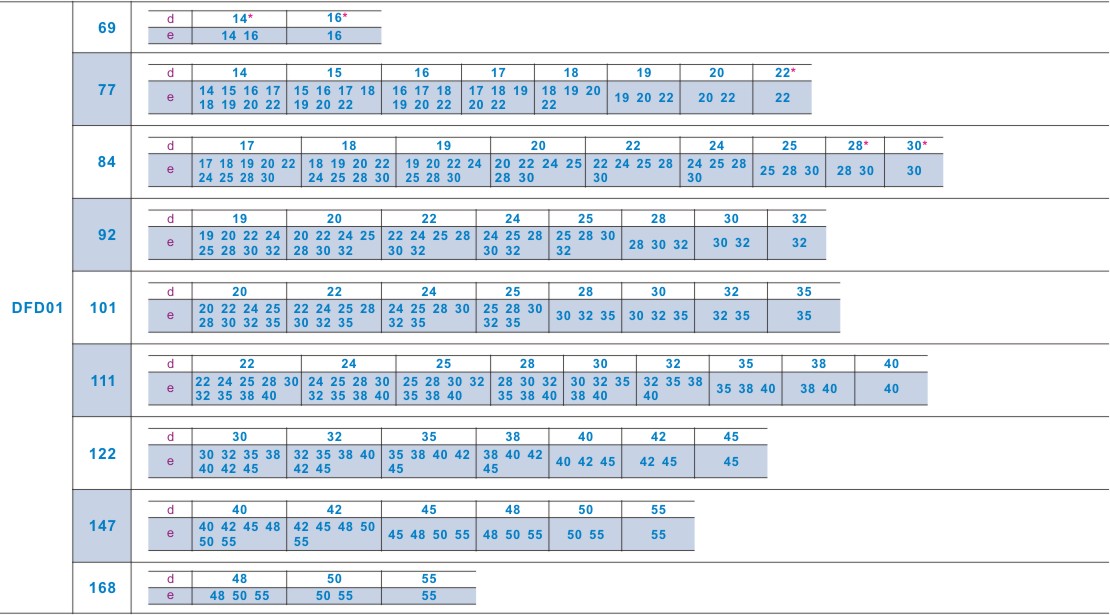 69
d 14* 16*
e 14 16 16
77
d 14 15 16 17 18 19 20 22*
e 14 15 16 17 15 16 17 18 16 17 18 17 18 19 18 19 20 19 20 22 20 22 22
18 19 20 22 19 20 22 19 20 22 20 22 22
84
d 17 18 19 20 22 24 25 28* 30*
e 17 18 19 20 22 18 19 20 22 19 20 22 24 20 22 24 25 22 24 25 28 24 25 28 25 28 30 28 30 30
24 25 28 30 24 25 28 30 25 28 30 28 30 30 30
92
d 19 20 22 24 25 28 30 32
e 19 20 22 24 20 22 24 25 22 24 25 28 24 25 28 25 28 30 28 30 32 30 32 32
25 28 30 32 28 30 32 30 32 30 32 32
DFD01
101
d 20 22 24 25 28 30 32 35
e 20 22 24 25 22 24 25 28 24 25 28 30 25 28 30 30 32 35 30 32 35 32 35 35
28 30 32 35 30 32 35 32 35 32 35
111
d 22 24 25 28 30 32 35 38 40
e 22 24 25 28 30 24 25 28 30 25 28 30 32 28 30 32 30 32 35 32 35 38 35 38 40 38 40 40
32 35 38 40 32 35 38 40 35 38 40 35 38 40 38 40 40
122
d 30 32 35 38 40 42 45
e 30 32 35 38 32 35 38 40 35 38 40 42 38 40 42 40 42 45 42 45 45
40 42 45 42 45 45 45
147
d 40 42 45 48 50 55
e 40 42 45 48 42 45 48 50 45 48 50 55 48 50 55 50 55 55
50 55 55
168
d 48 50 55
e 48 50 55 50 55 55